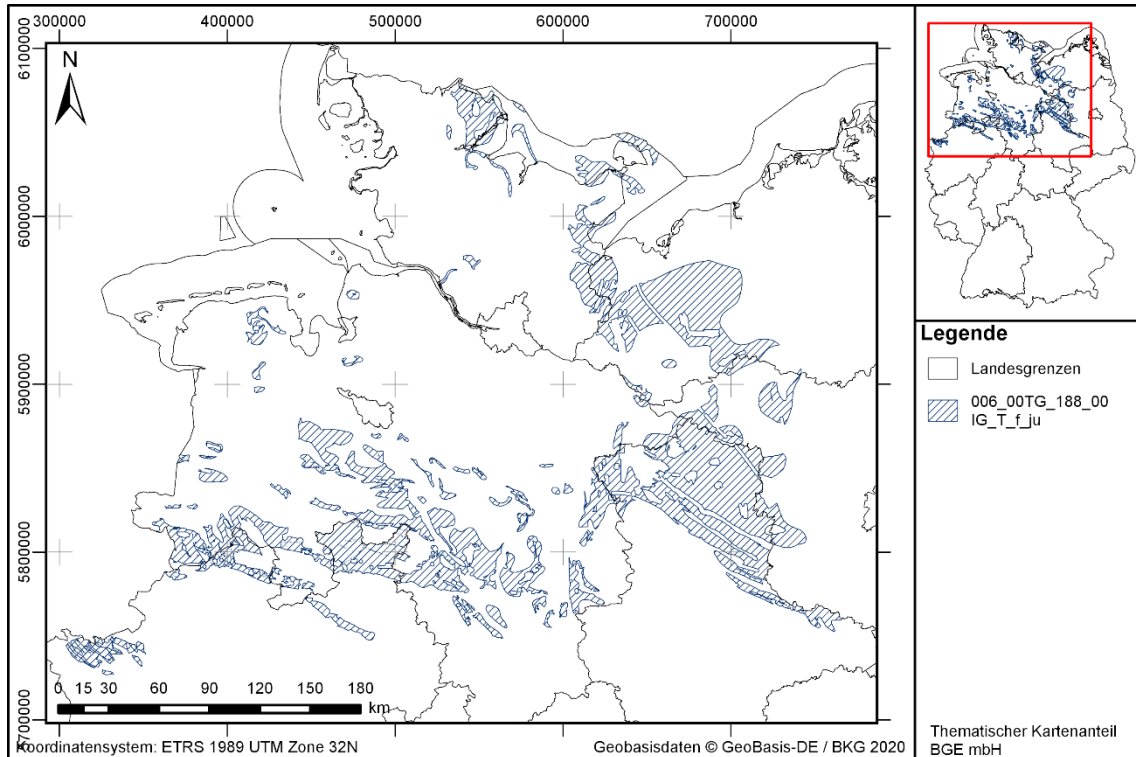 300000 400000 500000 600000 700000
6100000
6000000
5900000
5800000
5700000
N
0 15 30 60 90 120 150 180
km
Koordinatensystem: ETRS 1989 UTM Zone 32N
Geobasisdaten © GeoBasis-DE / BKG 2020
Legende
Landesgrenzen
006_00TG_188_00
IG_T_f_ju
Thematischer Kartenanteil
BGE mbH